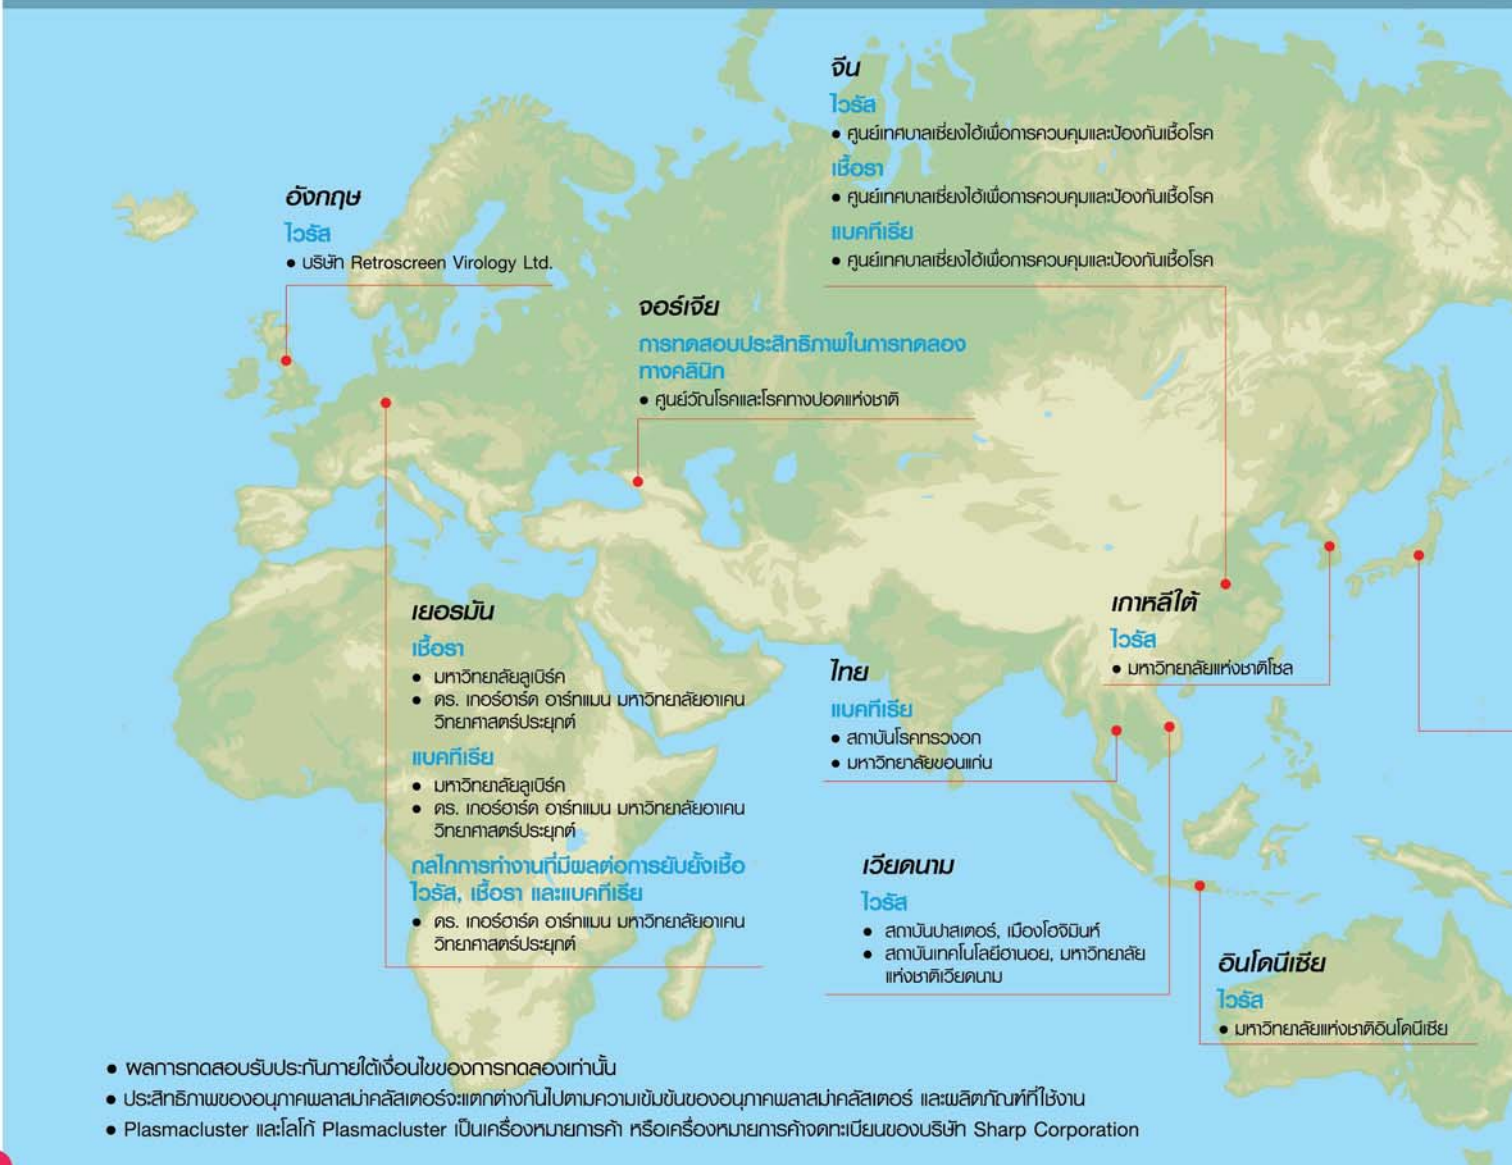 จีน
ไวรัส
● ศูนย์เทศบาลเซี่ยงไฮ้เพื่อการควบคุมและป้องกันเชื้อโรค
เชื้อรา
● ศูนย์เทศบาลเซี่ยงไฮ้เพื่อการควบคุมและป้องกันเชื้อโรค
แบคทีเรีย
● ศูนย์เทศบาลเซี่ยงไฮ้เพื่อการควบคุมและป้องกันเชื้อโรค
อังกฤษ
ไวรัส
● บริษัท Retroscreen Virology Ltd.
จอร์เจีย
การทดสอบประสิทธิภาพในการทดลอง
ทางคลินิก
● ศูนย์วัณโรคและโรคทางปอดแห่งชาติ
เยอรมัน
เชื้อรา
● มหาวิทยาลัยลูเบิร์ค
● ดร. เกอร์ฮาร์ด อาร์ทแมน มหาวิทยาลัยอาเคน
วิทยาศาสตร์ประยุกต์
แบคทีเรีย
● มหาวิทยาลัยลูเบิร์ค
● ดร. เกอร์ฮาร์ด อาร์ทแมน มหาวิทยาลัยอาเคน
วิทยาศาสตร์ประยุกต์
กลไกการทำงานที่มีผลต่อการยับยั้งเชื้อ
ไวรัส, เชื้อรา และแบคทีเรีย
● ดร. เกอร์ฮาร์ด อาร์ทแมน มหาวิทยาลัยอาเคน
วิทยาศาสตร์ประยุกต์
เกาหลีใต้
ไวรัส
● มหาวิทยาลัยแห่งชาติโซล
ไทย
แบคทีเรีย
● สถาบันโรคทรวงอก
● มหาวิทยาลัยขอนแก่น
เวียดนาม
ไวรัส
● สถาบันปาสเตอร์, เมืองโฮจิมินห์
● สถาบันเทคโนโลยีฮานอย, มหาวิทยาลัย
แห่งชาติเวียดนาม
อินโดนีเซีย
ไวรัส
● มหาวิทยาลัยแห่งชาติอินโดนีเซีย
● ผลการทดสอบรับประกันภายใต้เงื่อนไขของการทดลองเท่านั้น
● ประสิทธิภาพของอนุภาคพลาสม่าคลัสเตอร์จะแตกต่างกันไปตามความเข้มข้นของอนุภาคพลาสม่าคลัสเตอร์ และผลิตภัณฑ์ที่ใช้งาน
● Plasmacluster และโลโก้ Plasmacluster เป็นเครื่องหมายการค้า หรือเครื่องหมายการค้าจดทะเบียนของบริษัท Sharp Corporation